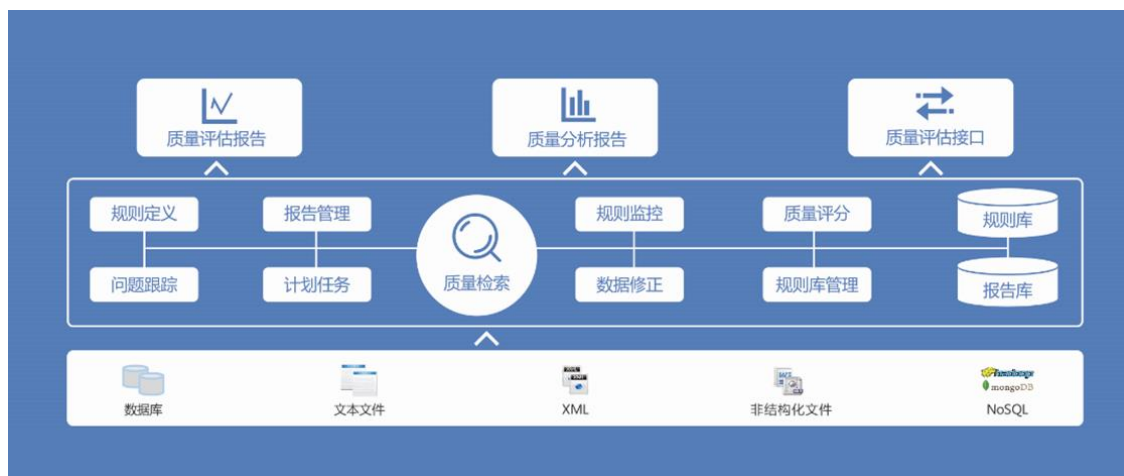 质量评估报告
质量分析报告
质量评估接口
规则定义
报告管理
规则监控
质量评分
规则库
质量检索
问题跟踪
计划任务
数据修正
规则库管理
报告库
数据库
文本文件
XML
非结构化文件
hadoop
mongoDB
NoSQL